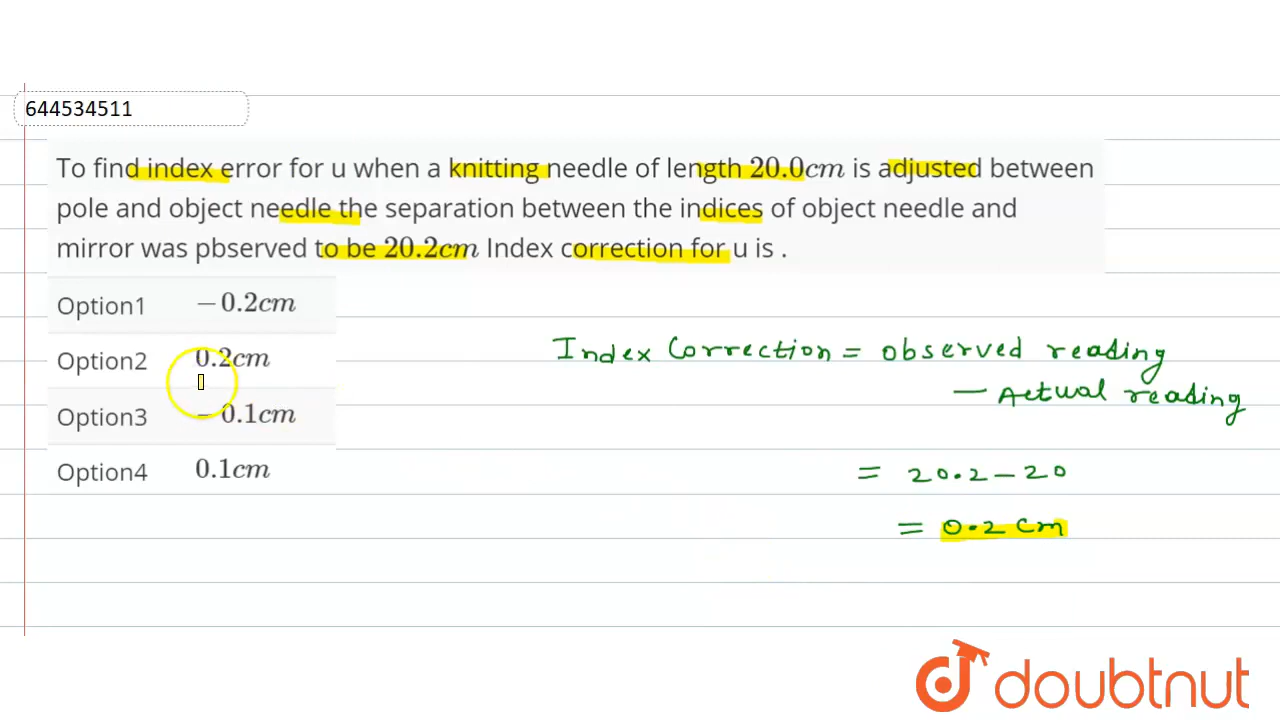 644534511
To find index error for u when a knitting needle of length 20.0cm is adjusted between
pole and object needle the separation between the indices of object needle and
mirror was pbserved to be 20.2cm Index correction for u is .
Option1 −0.2cm
Option2 0.2cm
Option3 −0.1cm
Option4 0.1cm
Index Correction = observed reading
— Actual reading
= 20.2 – 20
= 0.2 cm
doubtnut